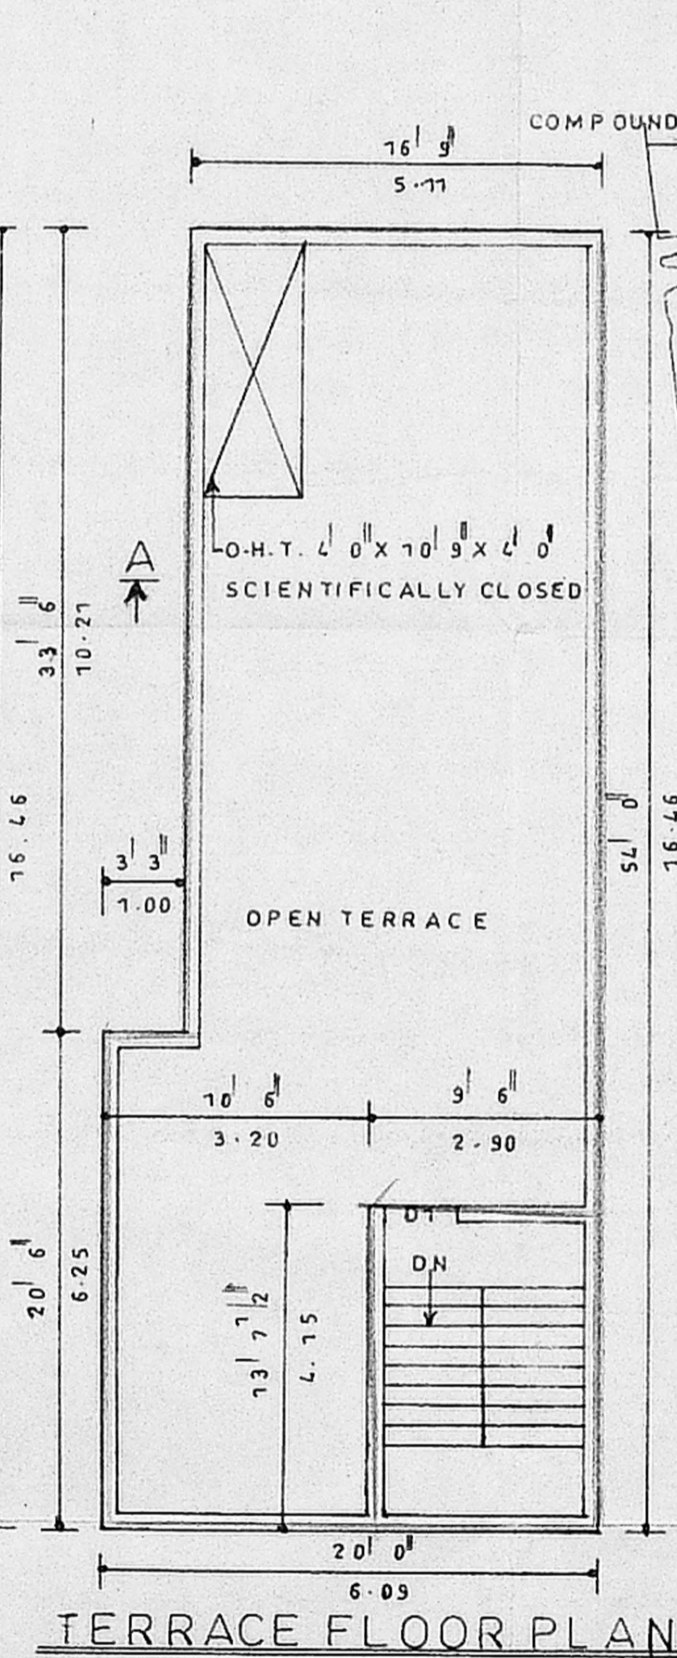 COMPOUND
16' 9"
5.11
O.H.T. 4' 0" X 10' 9" X 4' 0"
SCIENTIFICALLY CLOSED
A
33' 6"
10.21
16.46
54' 0"
16.46
3' 3"
1.00
OPEN TERRACE
10' 6"
3.20
9' 6"
2.90
D1
DN
20' 6"
6.25
13' 7 1/2"
4.15
20' 0"
6.09
TERRACE FLOOR PLAN